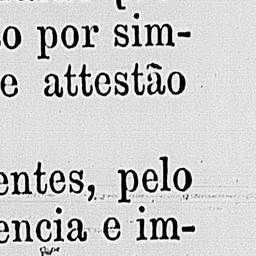 o por sim-
e attestão
entes, pelo
encia e im-